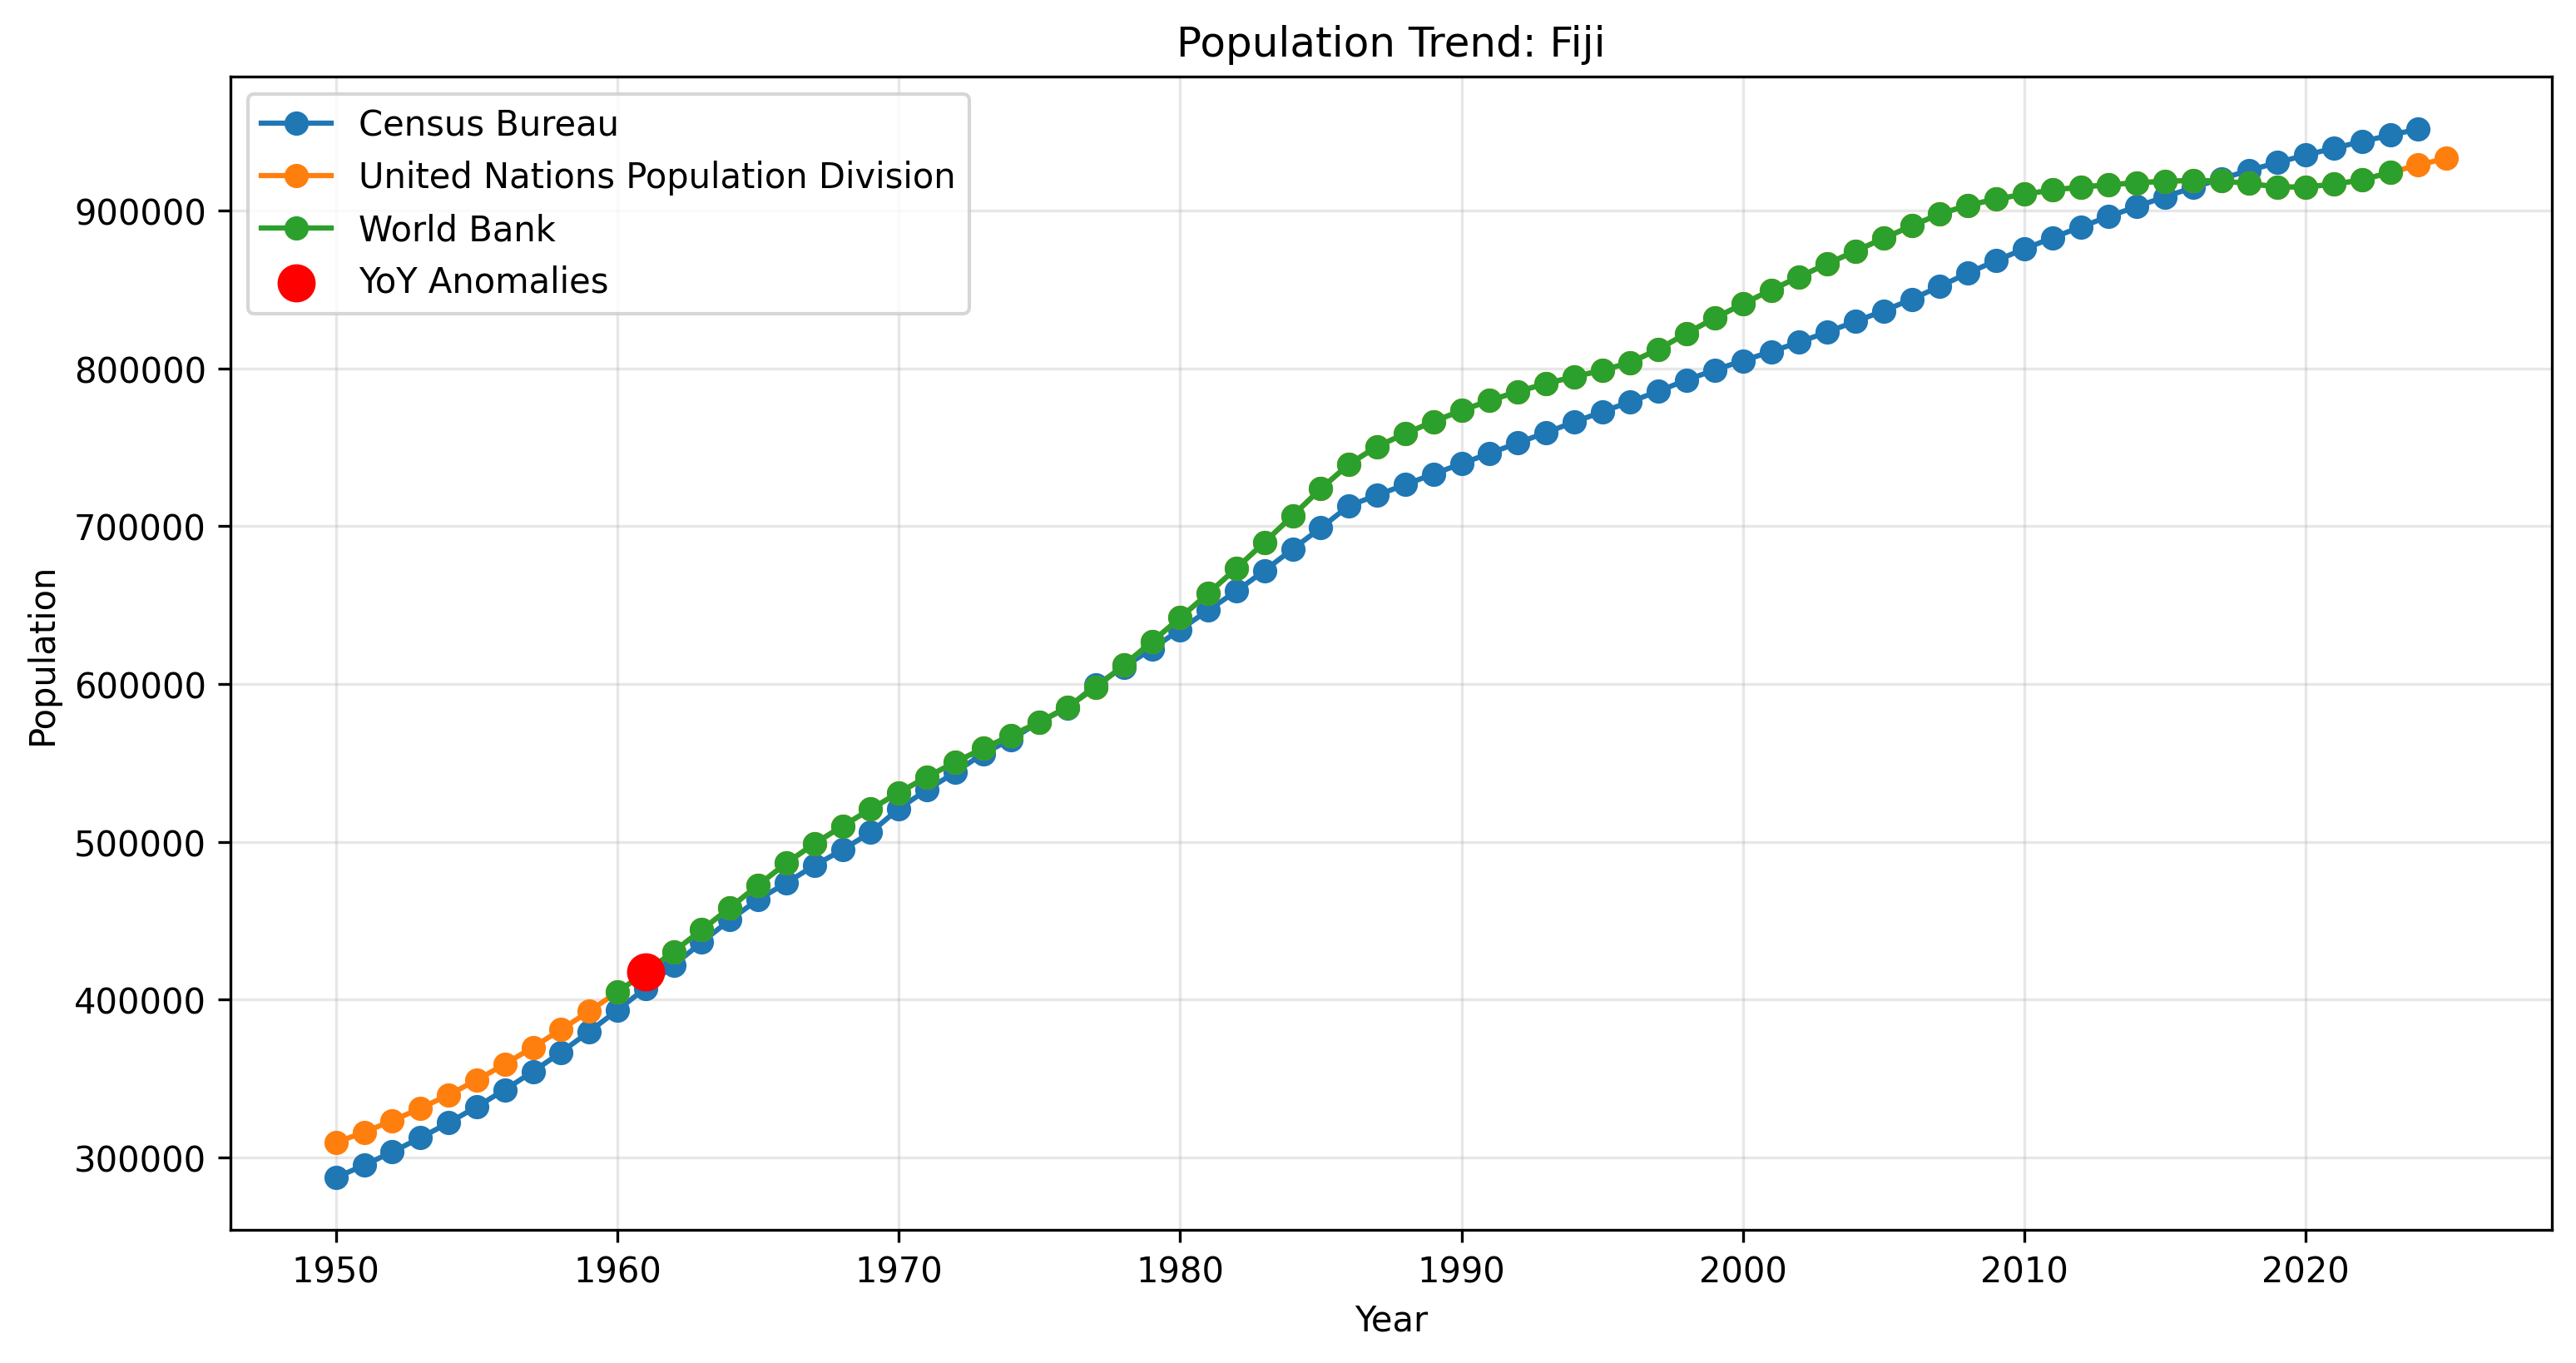 Population Trend: Fiji
Census Bureau
United Nations Population Division
World Bank
YoY Anomalies
Population
900000
800000
700000
600000
500000
400000
300000
1950 1960 1970 1980 1990 2000 2010 2020
Year